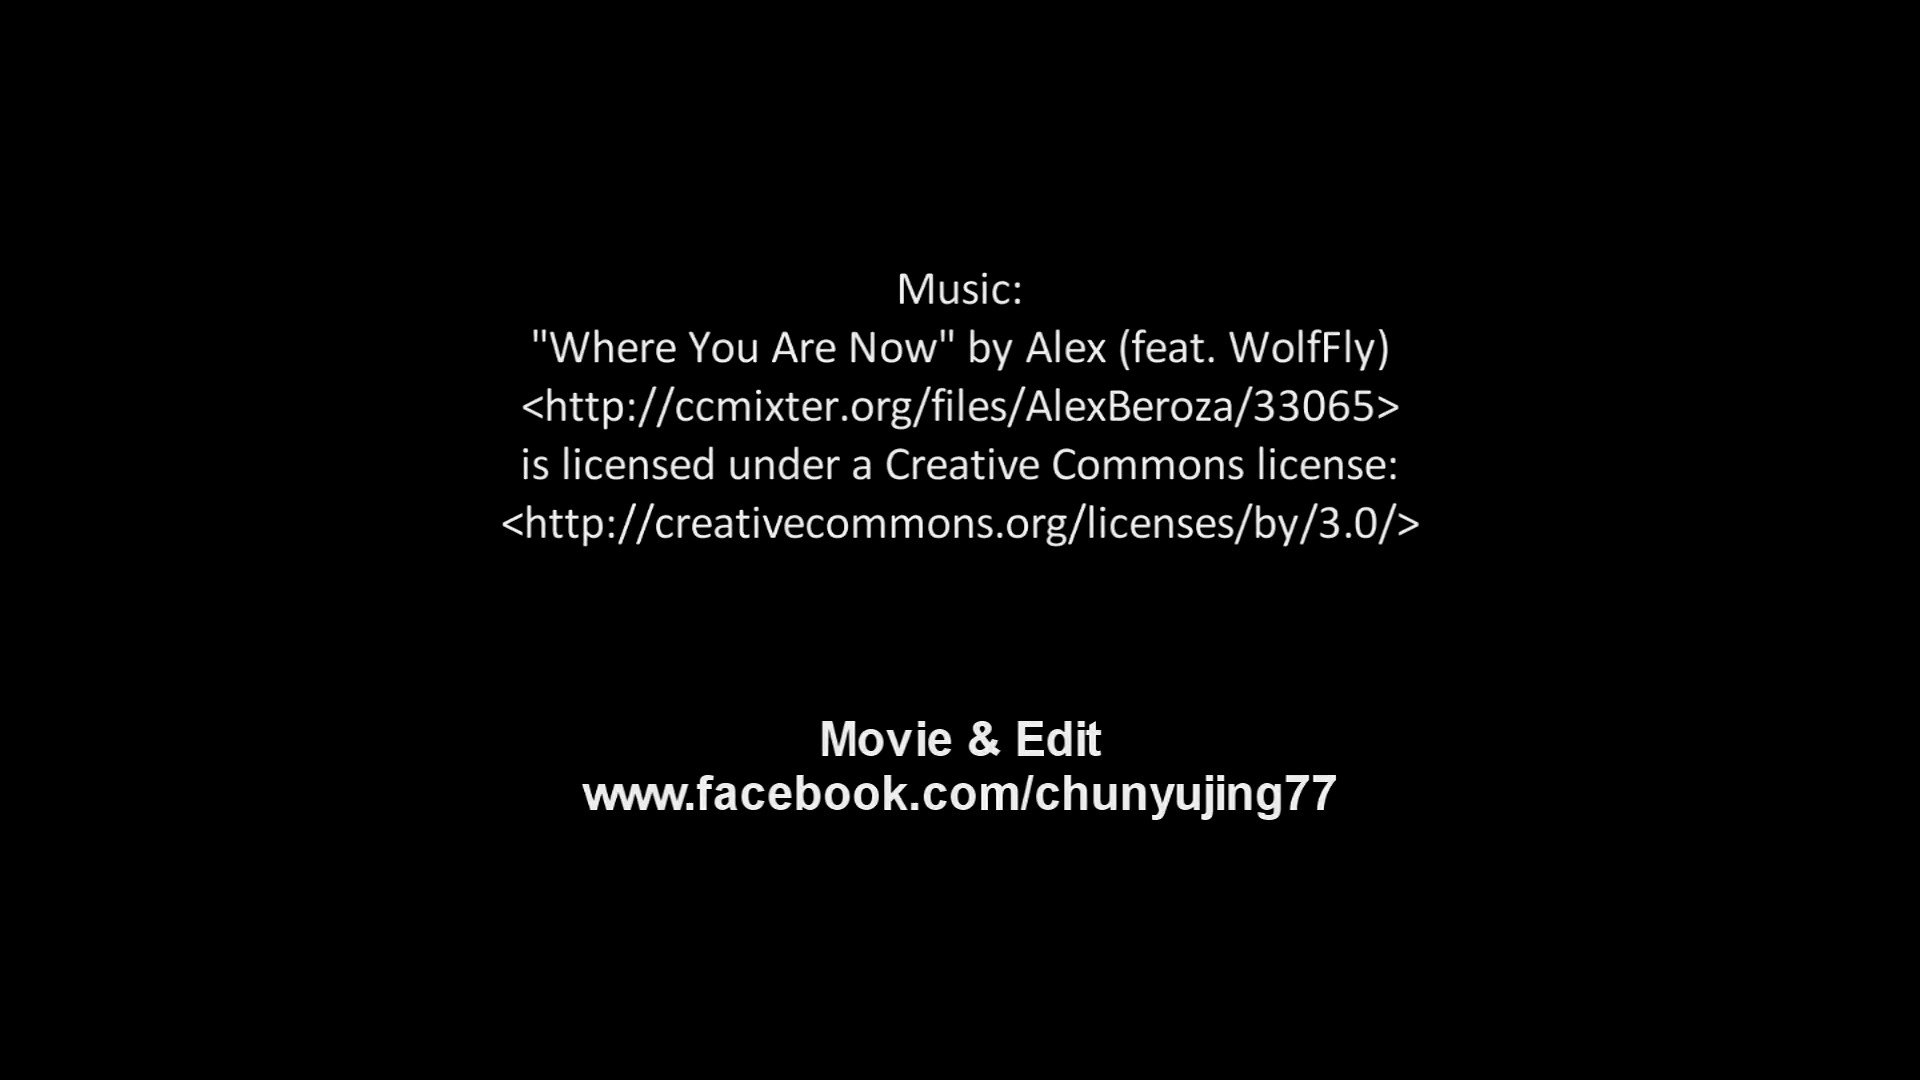 Music:
"Where You Are Now" by Alex (feat. WolfFly)
<http://ccmixter.org/files/AlexBeroza/33065>
is licensed under a Creative Commons license:
<http://creativecommons.org/licenses/by/3.0/>
Movie & Edit
www.facebook.com/chunyujing77